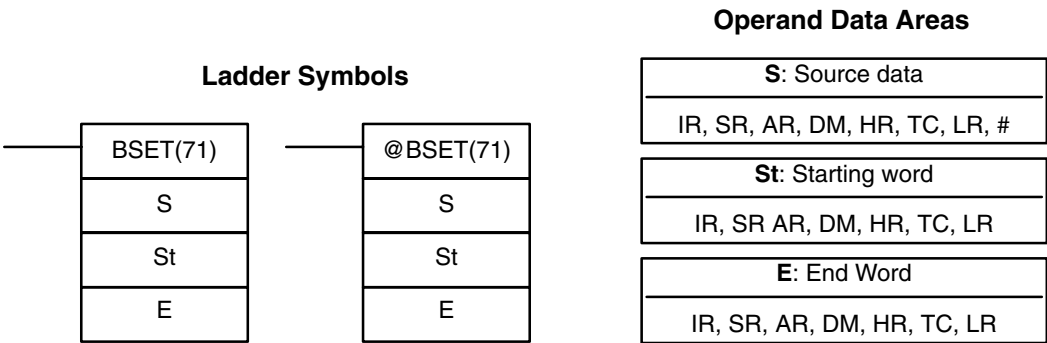 Ladder Symbols
BSET(71)
S
St
E
@BSET(71)
S
St
E
Operand Data Areas
S: Source data
IR, SR, AR, DM, HR, TC, LR, #
St: Starting word
IR, SR AR, DM, HR, TC, LR
E: End Word
IR, SR, AR, DM, HR, TC, LR